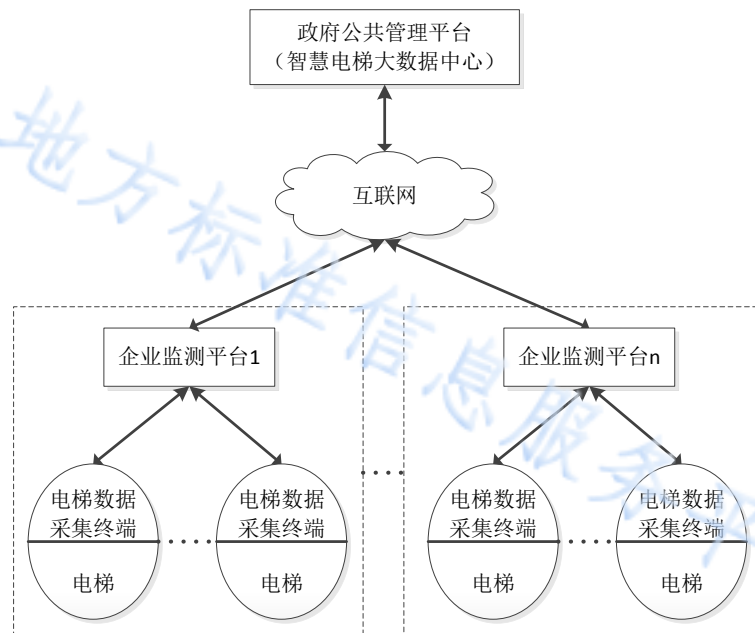 政府公共管理平台
（智慧电梯大数据中心）
互联网
企业监测平台1
企业监测平台n
电梯数据
采集终端
电梯
电梯数据
采集终端
电梯
电梯数据
采集终端
电梯
电梯数据
采集终端
电梯
地方标准信息服务平